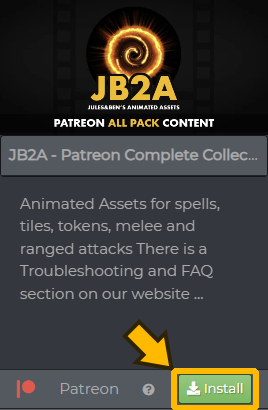 JB2A
JULES&BEN'S ANIMATED ASSETS
PATREON ALL PACK CONTENT
JB2A - Patreon Complete Collec...
Animated Assets for spells,
tiles, tokens, melee and
ranged attacks There is a
Troubleshooting and FAQ
section on our website ...
Patreon ? Install